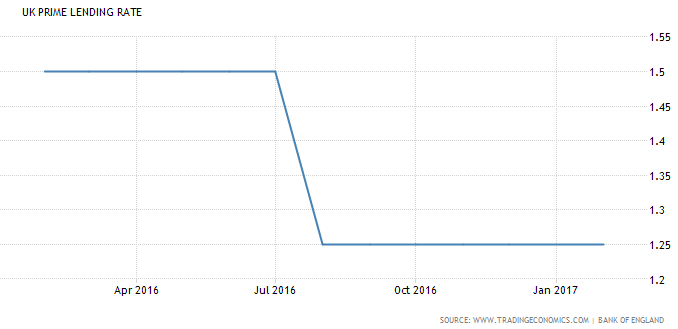 UK PRIME LENDING RATE
1.55
1.5
1.45
1.4
1.35
1.3
1.25
1.2
Apr 2016 Jul 2016 Oct 2016 Jan 2017
SOURCE: WWW.TRADINGECONOMICS.COM | BANK OF ENGLAND